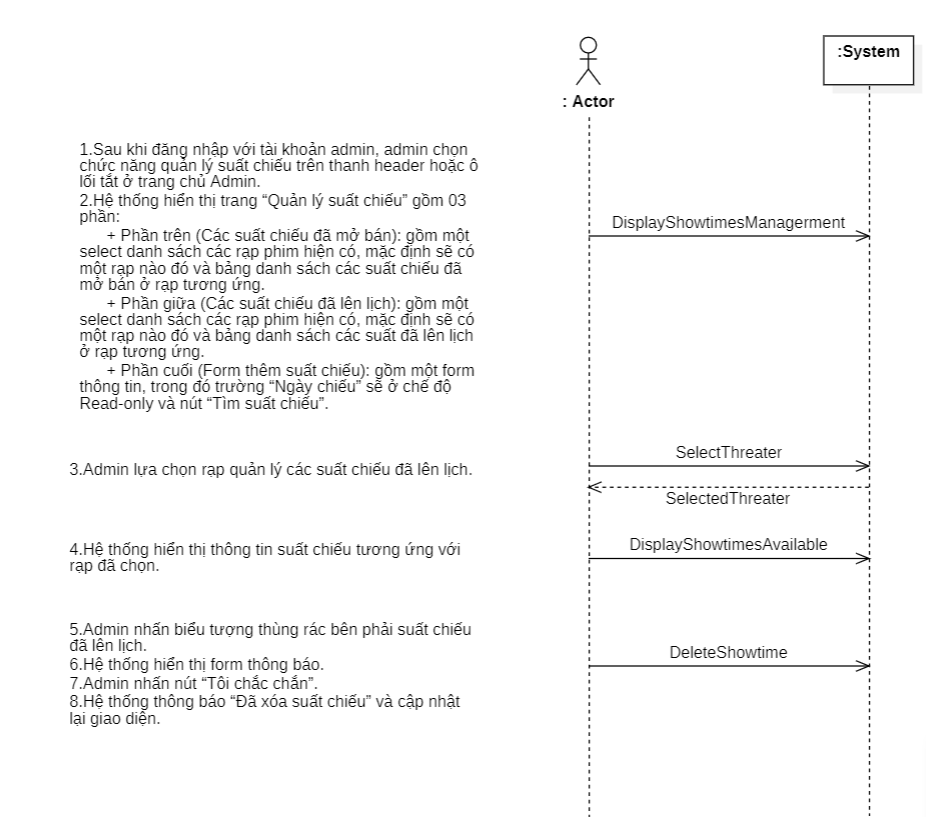 :System
: Actor
1.Sau khi đăng nhập với tài khoản admin, admin chọn
chức năng quản lý suất chiếu trên thanh header hoặc ô
lối tắt ở trang chủ Admin.
2.Hệ thống hiển thị trang “Quản lý suất chiếu” gồm 03
phần:
+ Phần trên (Các suất chiếu đã mở bán): gồm một
select danh sách các rạp phim hiện có, mặc định sẽ có
một rạp nào đó và bảng danh sách các suất chiếu đã
mở bán ở rạp tương ứng.
+ Phần giữa (Các suất chiếu đã lên lịch): gồm một
select danh sách các rạp phim hiện có, mặc định sẽ có
một rạp nào đó và bảng danh sách các suất đã lên lịch
ở rạp tương ứng.
+ Phần cuối (Form thêm suất chiếu): gồm một form
thông tin, trong đó trường “Ngày chiếu” sẽ ở chế độ
Read-only và nút “Tìm suất chiếu”.
DisplayShowtimesManagerment
3.Admin lựa chọn rạp quản lý các suất chiếu đã lên lịch.
SelectThreater
SelectedThreater
4.Hệ thống hiển thị thông tin suất chiếu tương ứng với
rạp đã chọn.
DisplayShowtimesAvailable
5.Admin nhấn biểu tượng thùng rác bên phải suất chiếu
đã lên lịch.
6.Hệ thống hiển thị form thông báo.
7.Admin nhấn nút “Tôi chắc chắn”.
8.Hệ thống thông báo “Đã xóa suất chiếu” và cập nhật
lại giao diện.
DeleteShowtime